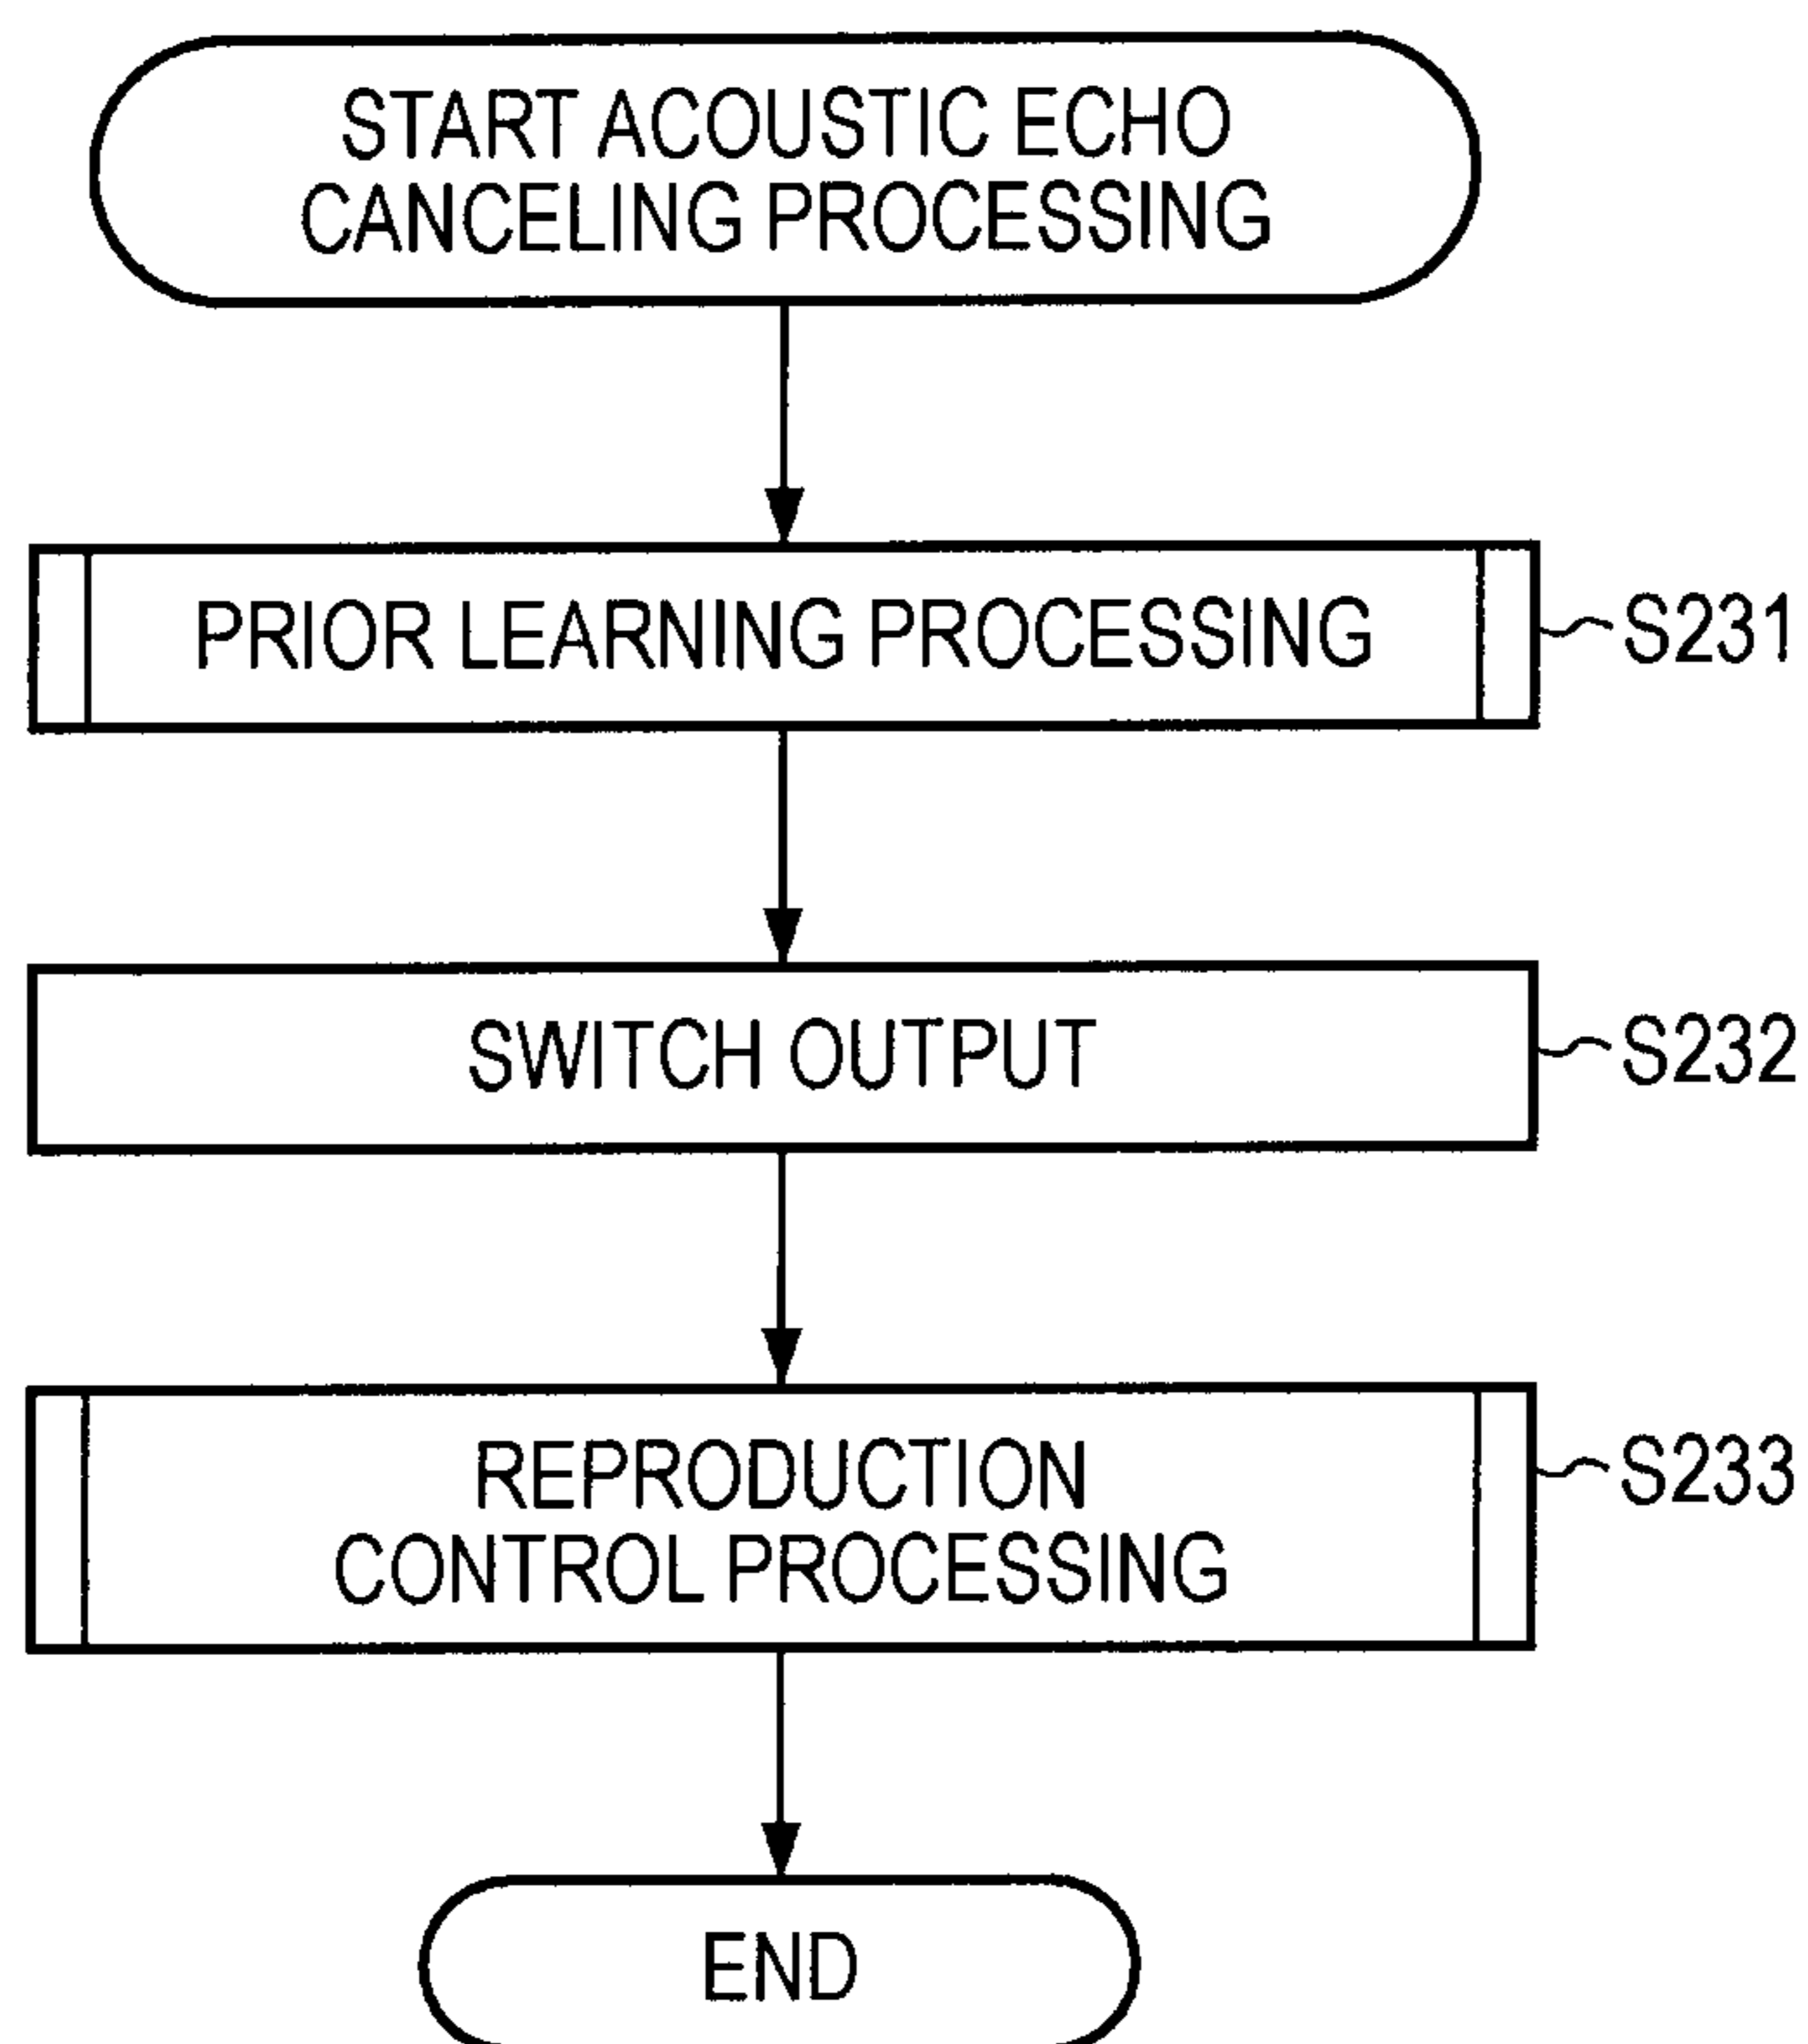 START ACOUSTIC ECHO
CANCELING PROCESSING
PRIOR LEARNING PROCESSING
S231
SWITCH OUTPUT
S232
REPRODUCTION
CONTROL PROCESSING
S233
END